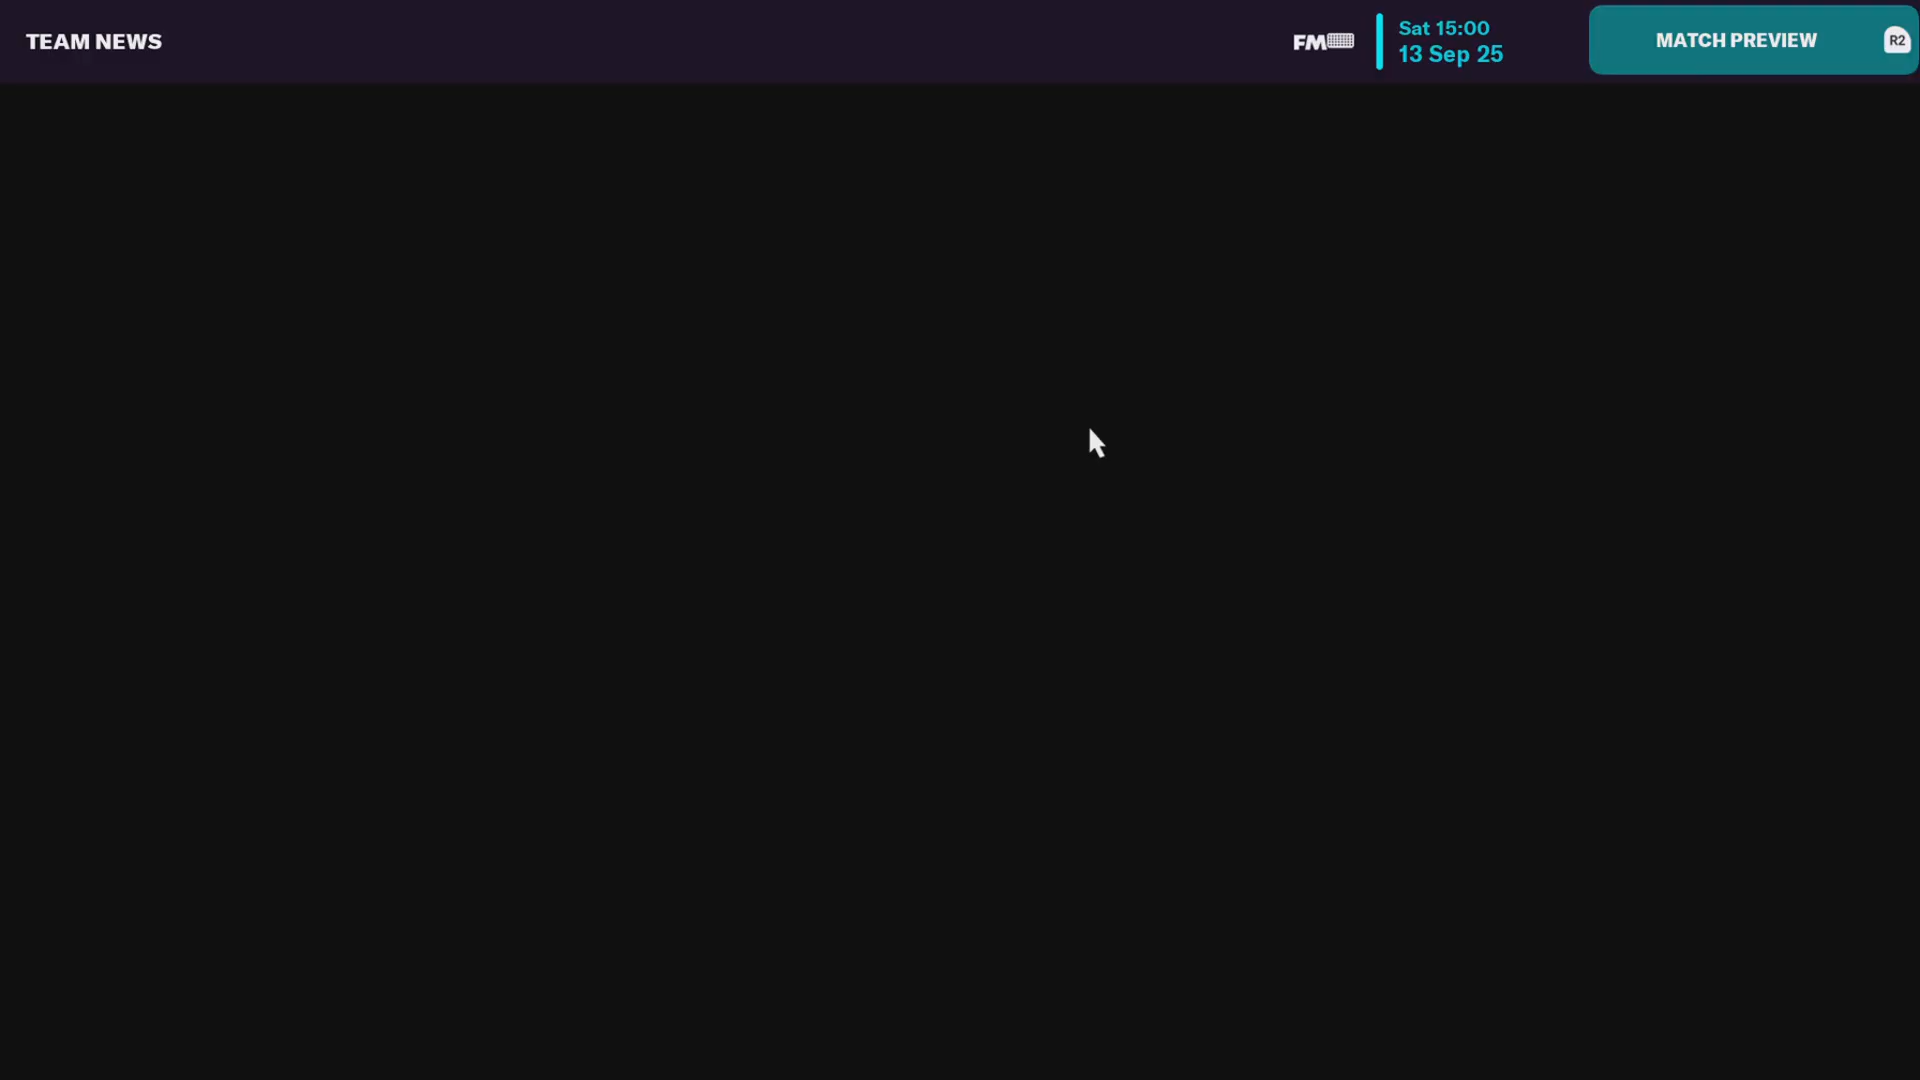 TEAM NEWS
FM
Sat 15:00
13 Sep 25
MATCH PREVIEW
R2